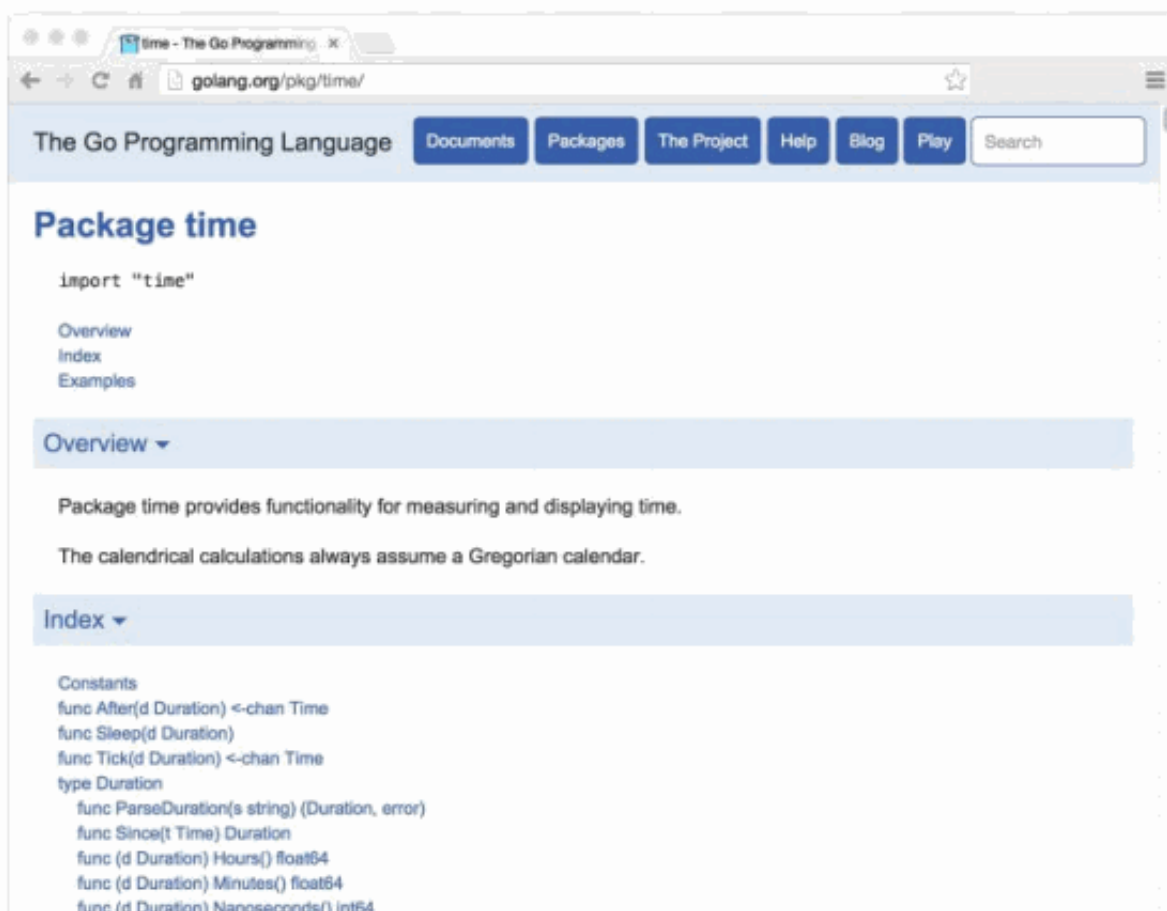 time - The Go Programming
golang.org/pkg/time/
The Go Programming Language Documents Packages The Project Help Blog Play Search
Package time
import "time"
Overview
Index
Examples
Overview
Package time provides functionality for measuring and displaying time.
The calendrical calculations always assume a Gregorian calendar.
Index
Constants
func After(d Duration) <-chan Time
func Sleep(d Duration)
func Tick(d Duration) <-chan Time
type Duration
func ParseDuration(s string) (Duration, error)
func Since(t Time) Duration
func (d Duration) Hours() float64
func (d Duration) Minutes() float64
func (d Duration) Nanoseconds() int64